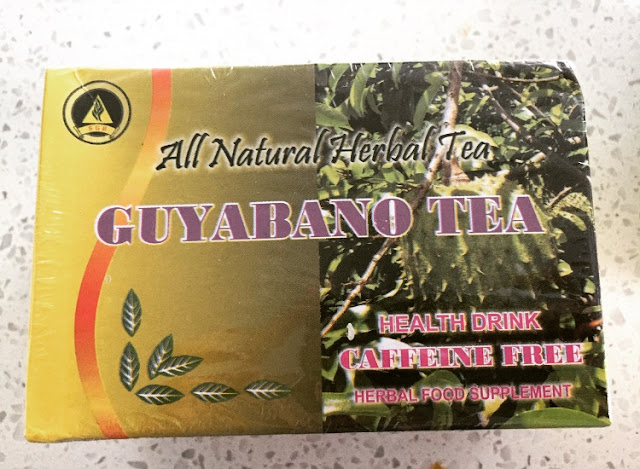 All Natural Herbal Tea
GUYABANO TEA
HEALTH DRINK
CAFFEINE FREE
HERBAL FOOD SUPPLEMENT